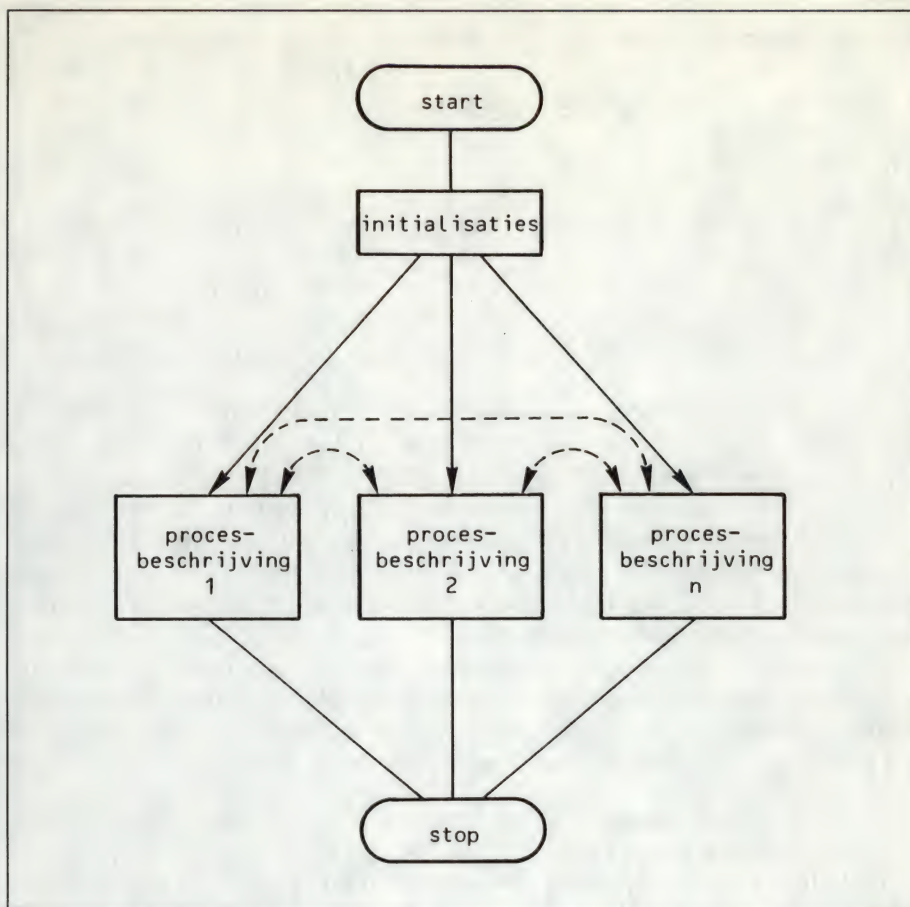 start
initialisaties
proces-
beschrijving
1
proces-
beschrijving
2
proces-
beschrijving
n
stop